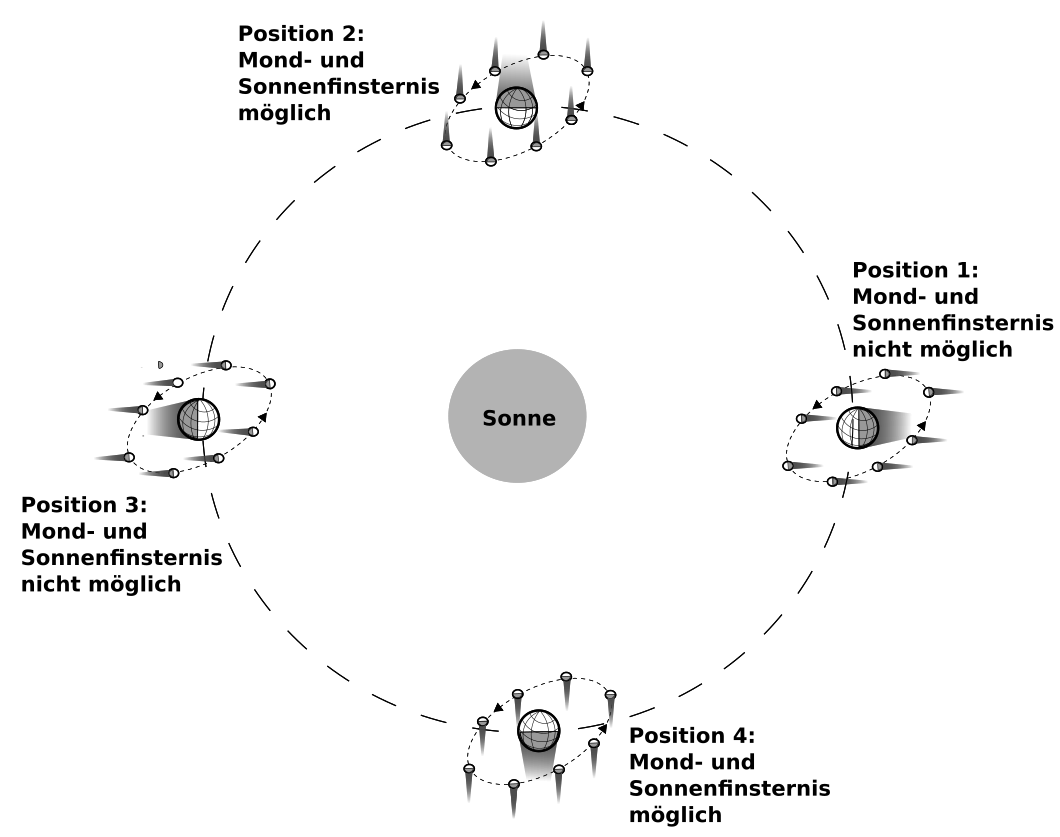 Position 2:
Mond- und
Sonnenfinsternis
möglich
Position 1:
Mond- und
Sonnenfinsternis
nicht möglich
Sonne
Position 3:
Mond- und
Sonnenfinsternis
nicht möglich
Position 4:
Mond- und
Sonnenfinsternis
möglich